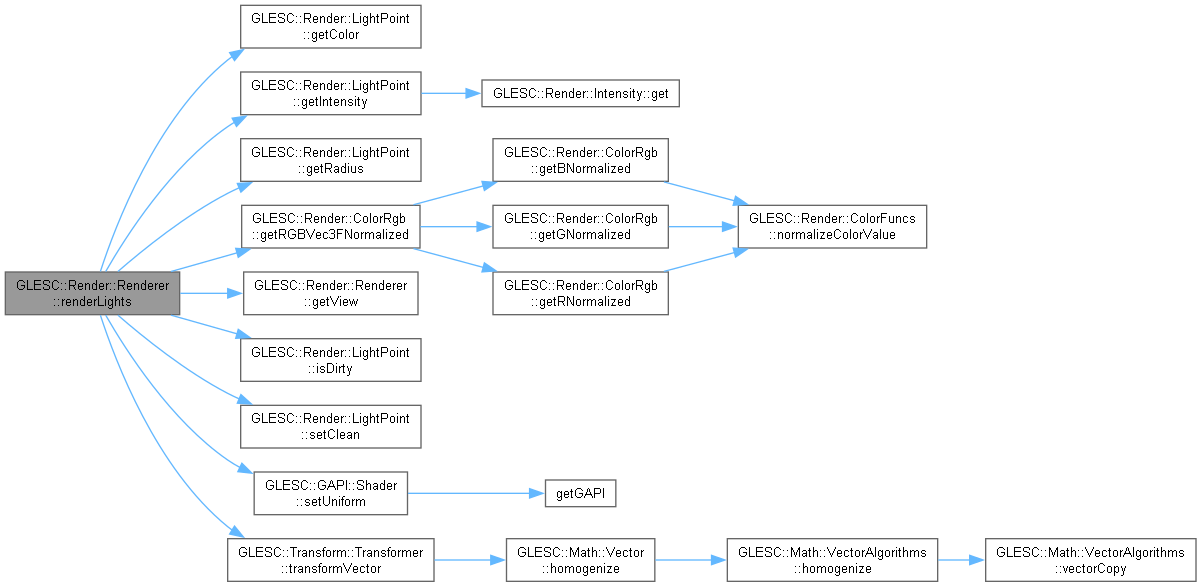 GLESC::Render::LightPoint
::getColor
GLESC::Render::LightPoint
::getIntensity
GLESC::Render::Intensity::get
GLESC::Render::LightPoint
::getRadius
GLESC::Render::ColorRgb
::getBNormalized
GLESC::Render::ColorRgb
::getRGBVec3FNormalized
GLESC::Render::ColorRgb
::getGNormalized
GLESC::Render::ColorFuncs
::normalizeColorValue
GLESC::Render::Renderer
::renderLights
GLESC::Render::Renderer
::getView
GLESC::Render::ColorRgb
::getRNormalized
GLESC::Render::LightPoint
::isDirty
GLESC::Render::LightPoint
::setClean
GLESC::GAPI::Shader
::setUniform
getGAPI
GLESC::Transform::Transformer
::transformVector
GLESC::Math::Vector
::homogenize
GLESC::Math::VectorAlgorithms
::homogenize
GLESC::Math::VectorAlgorithms
::vectorCopy